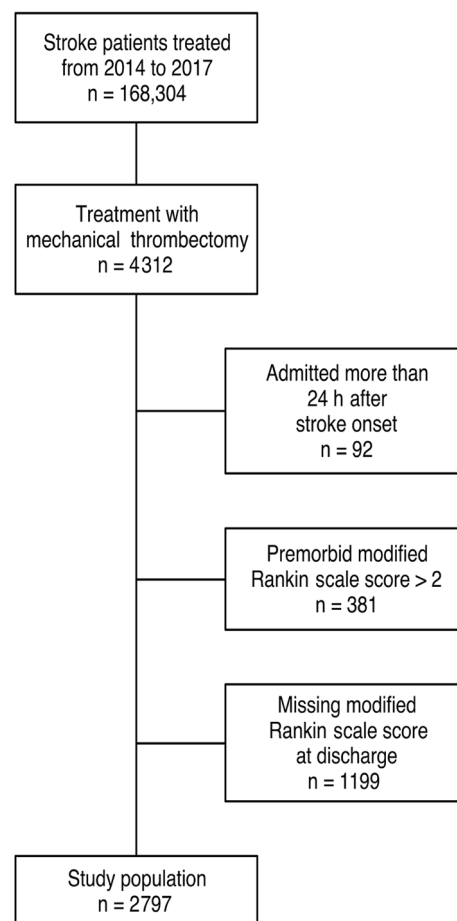 Stroke patients treated
from 2014 to 2017
n = 168,304
Treatment with
mechanical thrombectomy
n = 4312
Admitted more than
24 h after
stroke onset
n = 92
Premorbid modified
Rankin scale score > 2
n = 381
Missing modified
Rankin scale score
at discharge
n = 1199
Study population
n = 2797